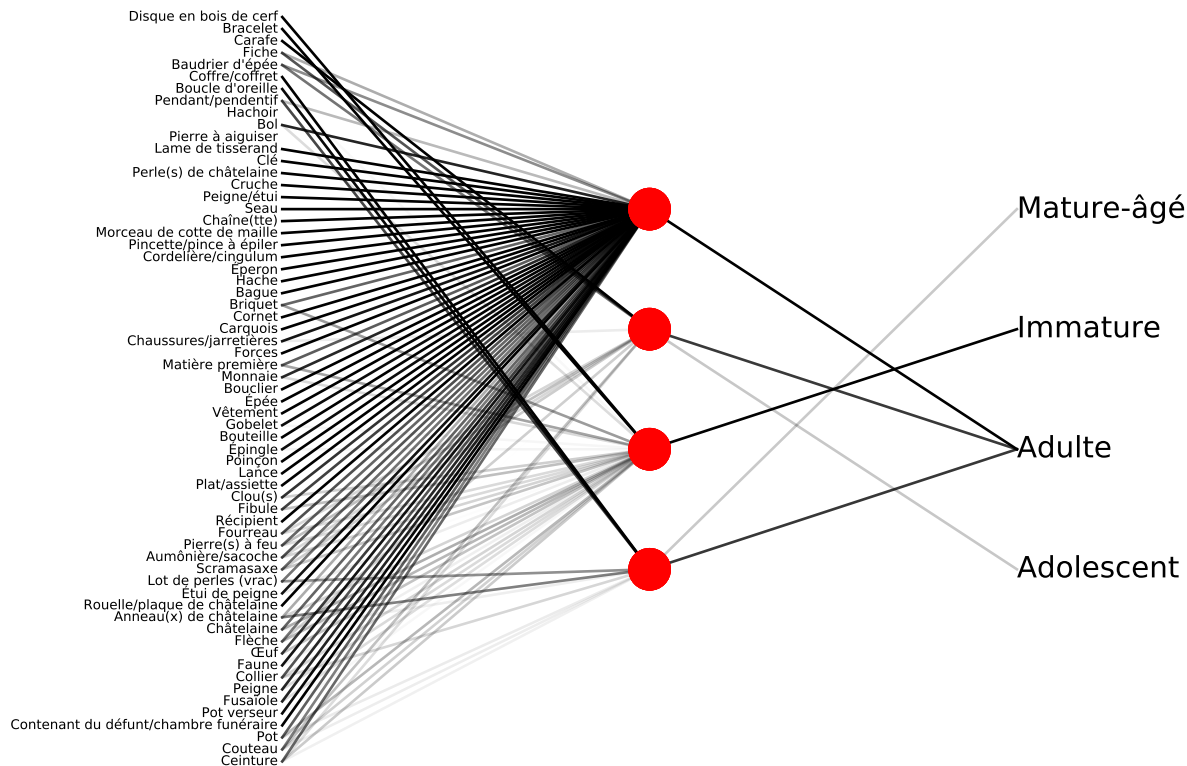 Disque en bois de cerf
Bracelet
Carafe
Fiche
Baudrier d'épée
Coffre/coffret
Boucle d'oreille
Pendant/pendentif
Hachoir
Bol
Pierre à aiguiser
Lame de tisserand
Clé
Perle(s) de châtelaine
Cruche
Peigne/étui
Seau
Chaîne(tte)
Morceau de cotte de maille
Pincette/pince à épiler
Cordelière/cingulum
Éperon
Hache
Bague
Briquet
Cornet
Carquois
Chaussures/jarretières
Forces
Matière première
Monnaie
Bouclier
Épée
Vêtement
Gobelet
Bouteille
Épingle
Poinçon
Lance
Plat/assiette
Clou(s)
Fibule
Récipient
Fourreau
Pierre(s) à feu
Aumônière/sacoche
Scramasaxe
Lot de perles (vrac)
Étui de peigne
Rouelle/plaque de châtelaine
Anneau(x) de châtelaine
Châtelaine
Flèche
Œuf
Faune
Collier
Peigne
Fusaïole
Pot verseur
Contenant du défunt/chambre funéraire
Pot
Couteau
Ceinture
Mature-âgé
Immature
Adulte
Adolescent